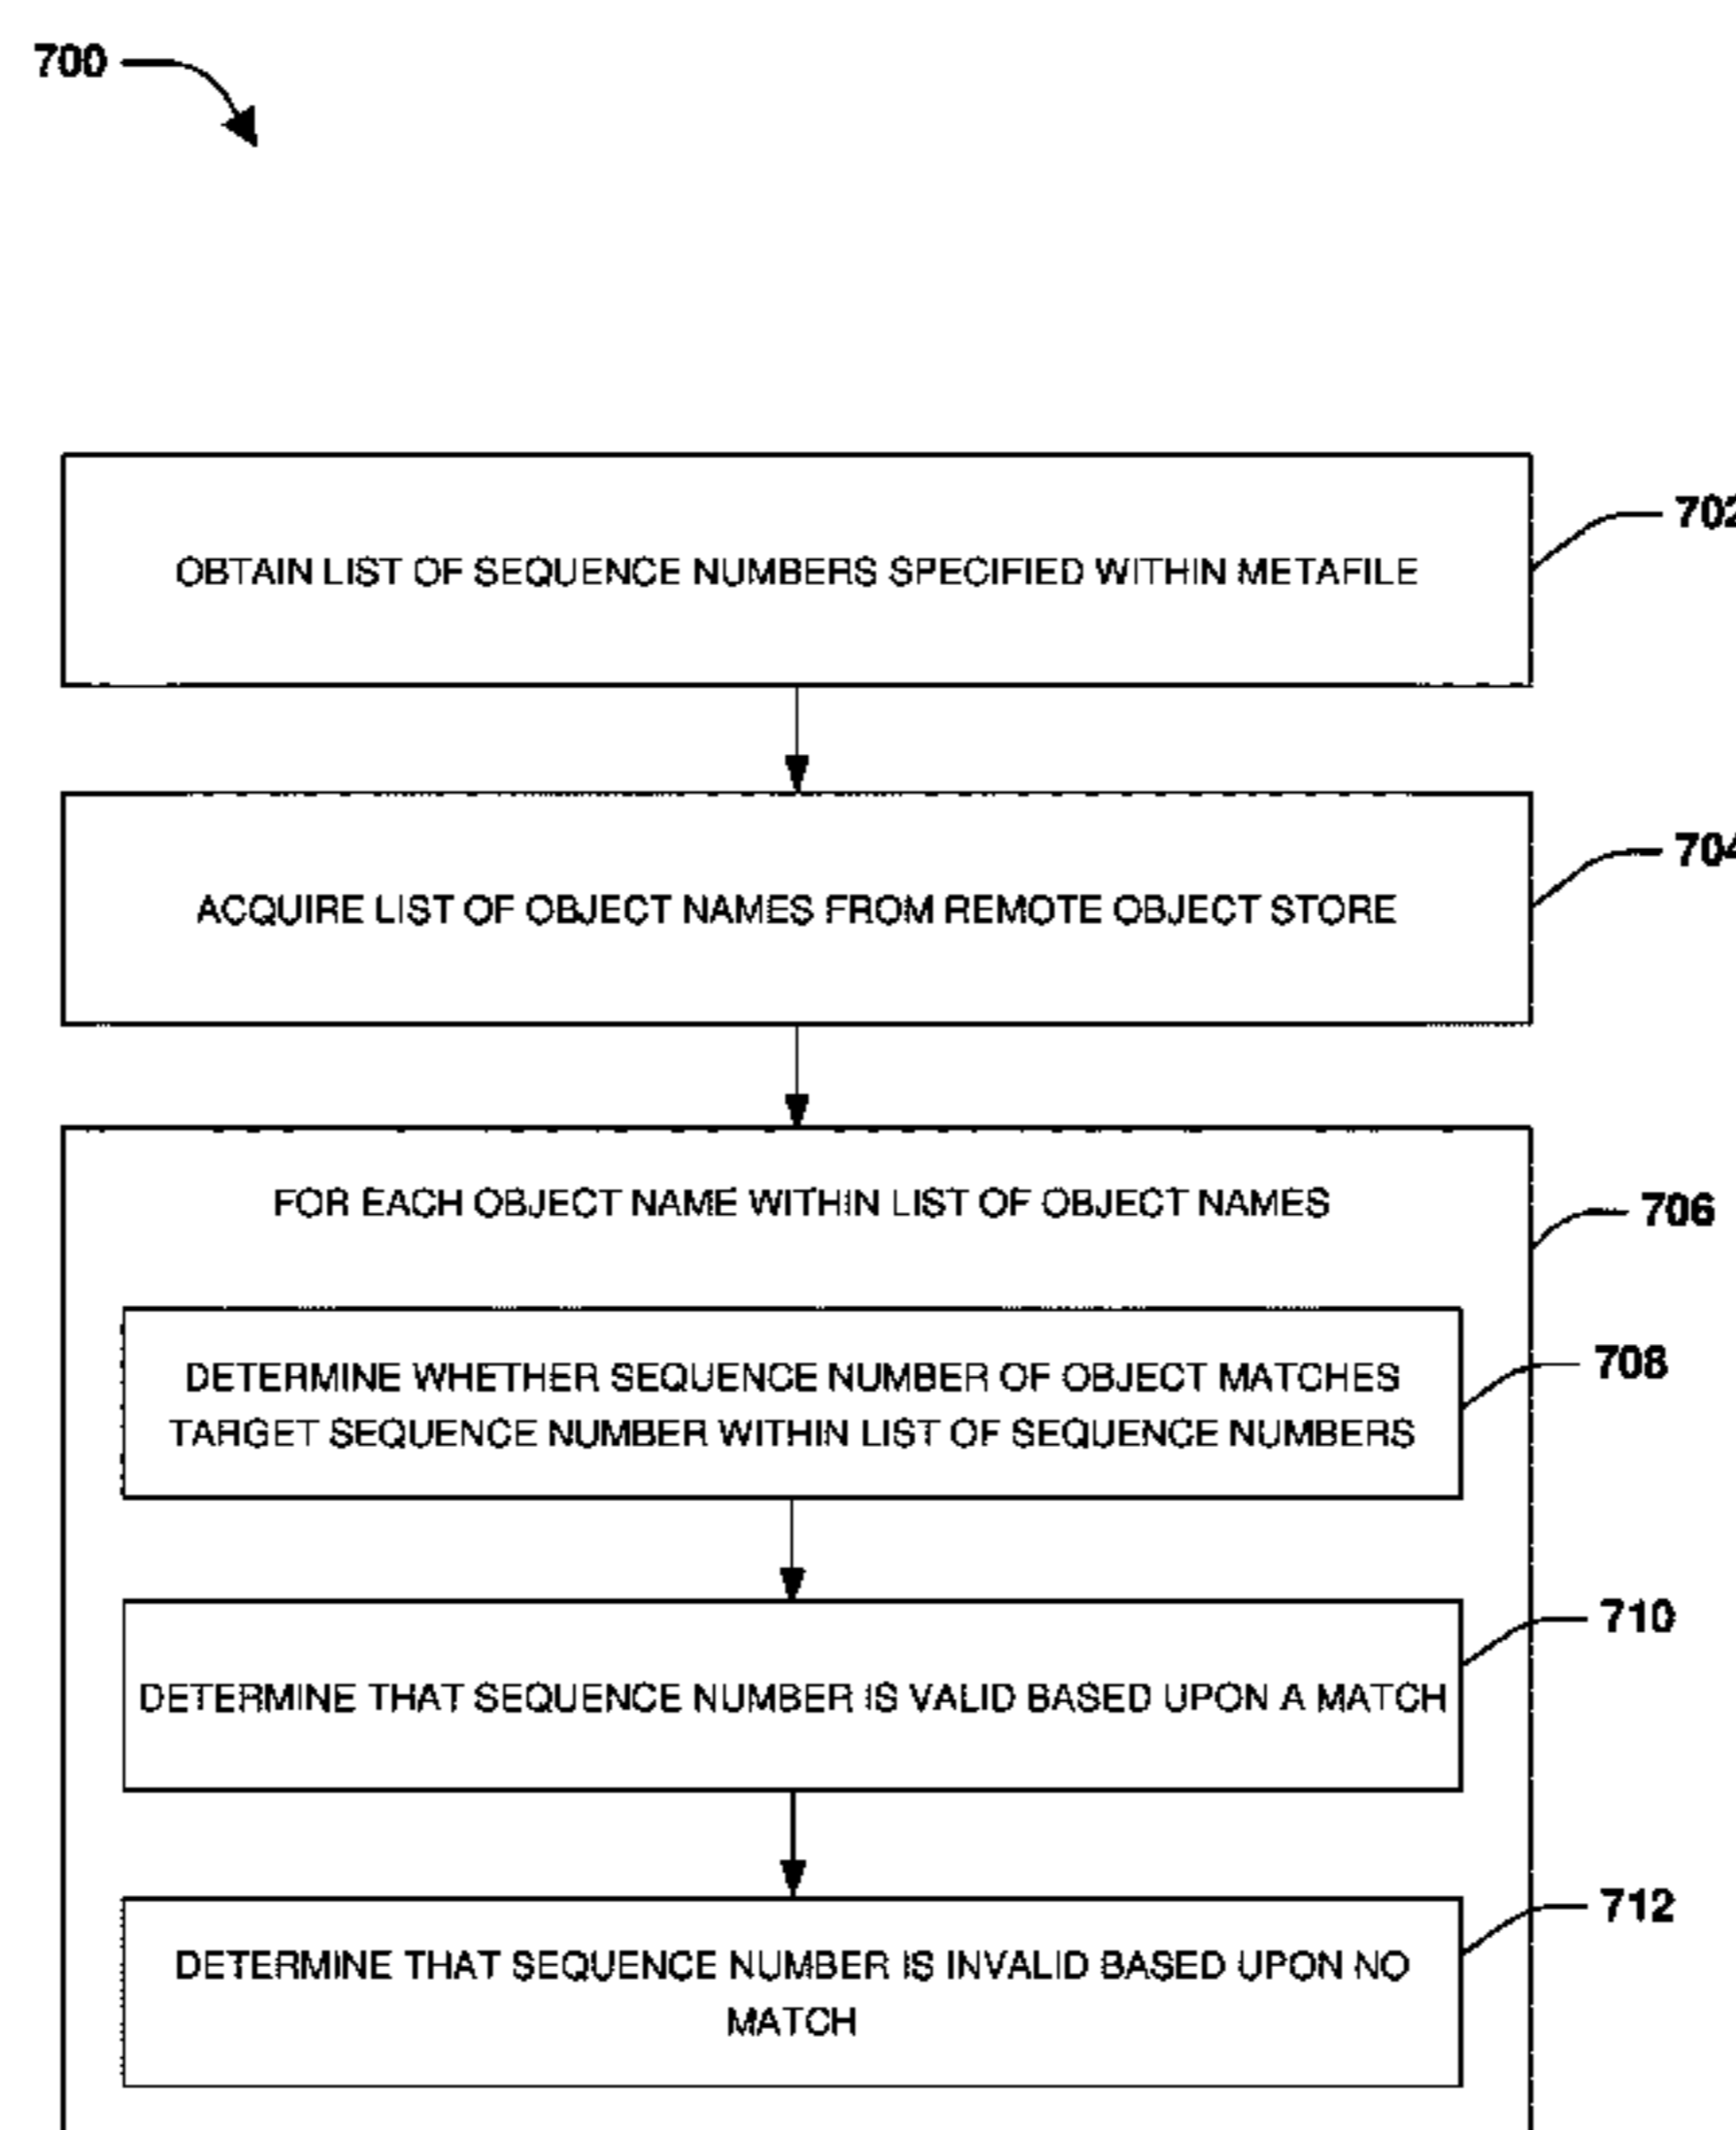 700
OBTAIN LIST OF SEQUENCE NUMBERS SPECIFIED WITHIN METAFILE
702
ACQUIRE LIST OF OBJECT NAMES FROM REMOTE OBJECT STORE
704
FOR EACH OBJECT NAME WITHIN LIST OF OBJECT NAMES
706
DETERMINE WHETHER SEQUENCE NUMBER OF OBJECT MATCHES
TARGET SEQUENCE NUMBER WITHIN LIST OF SEQUENCE NUMBERS
708
DETERMINE THAT SEQUENCE NUMBER IS VALID BASED UPON A MATCH
710
DETERMINE THAT SEQUENCE NUMBER IS INVALID BASED UPON NO
MATCH
712